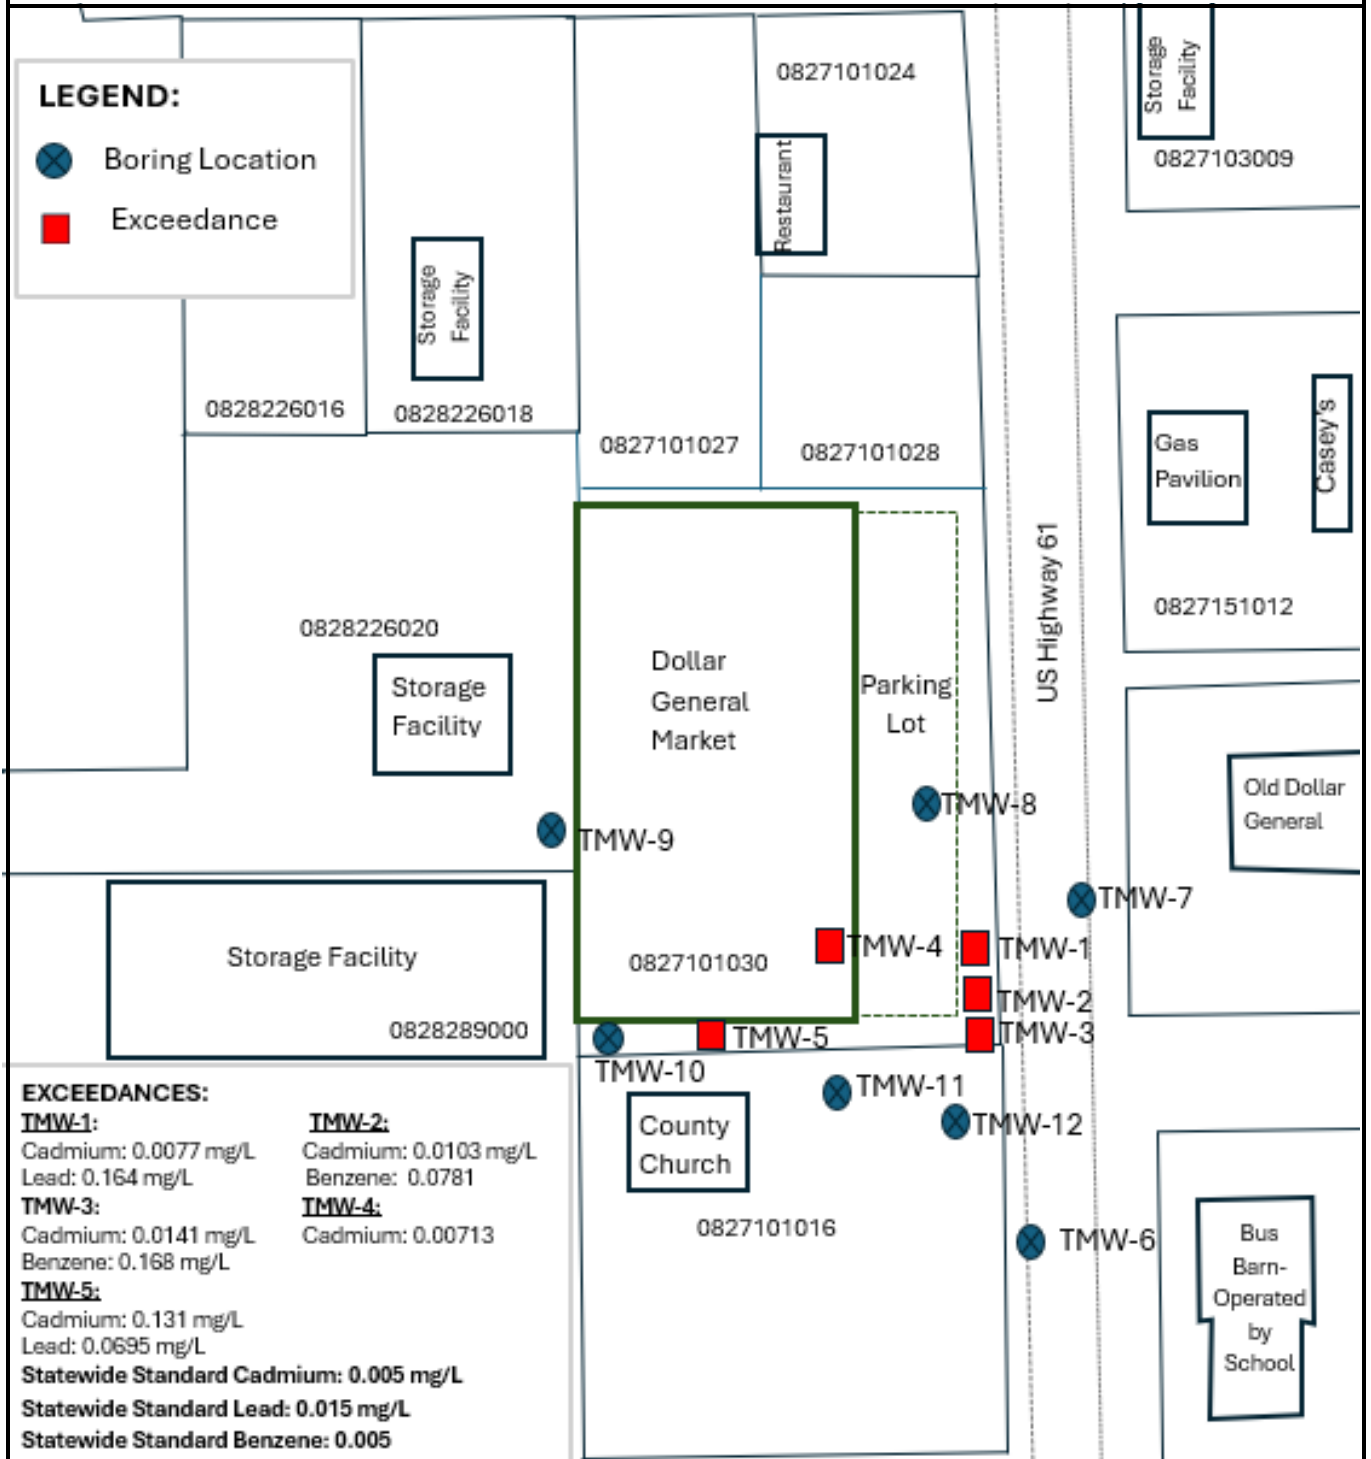 LEGEND:
Boring Location
Exceedance
0827101024
Restaurant
Storage
Facility
0827103009
Storage
Facility
0828226016
0828226018
0827101027
0827101028
Gas
Pavilion
Casey's
0827151012
US Highway 61
0828226020
Storage
Facility
Dollar
General
Market
Parking
Lot
Old Dollar
General
TMW-8
TMW-9
TMW-7
Storage Facility
0827101030
TMW-4
TMW-1
TMW-2
TMW-3
0828289000
TMW-5
TMW-10
TMW-11
TMW-12
County
Church
0827101016
TMW-6
Bus
Barn-
Operated
by
School
EXCEEDANCES:
TMW-1: TMW-2:
Cadmium: 0.0077 mg/L Cadmium: 0.0103 mg/L
Lead: 0.164 mg/L Benzene: 0.0781
TMW-3: TMW-4:
Cadmium: 0.0141 mg/L Cadmium: 0.00713
Benzene: 0.168 mg/L
TMW-5:
Cadmium: 0.131 mg/L
Lead: 0.0695 mg/L
Statewide Standard Cadmium: 0.005 mg/L
Statewide Standard Lead: 0.015 mg/L
Statewide Standard Benzene: 0.005